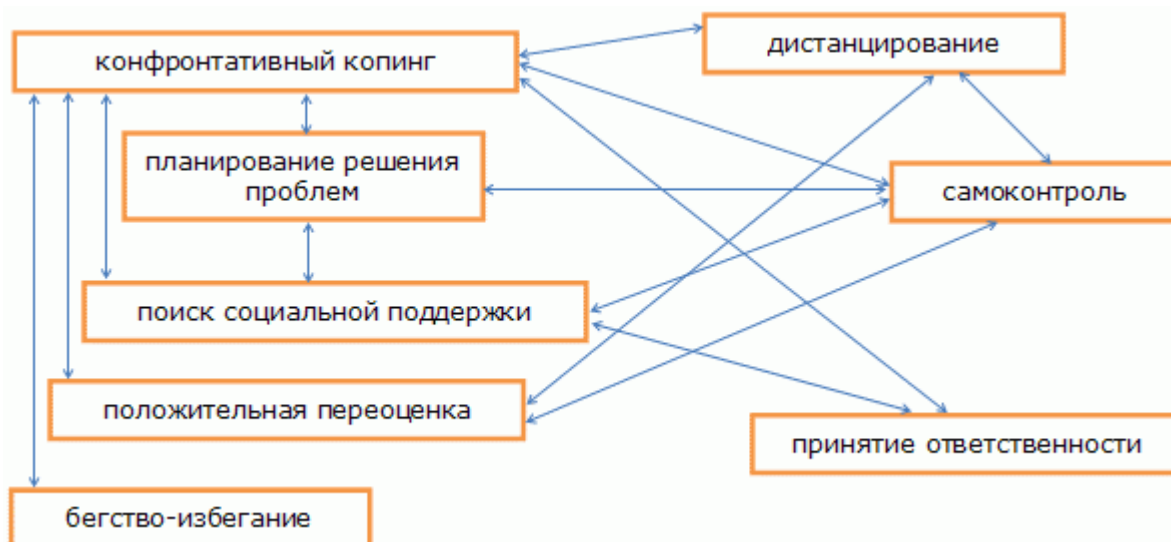 дистанцирование
конфронтативный копинг
планирование решения
проблем
самоконтроль
поиск социальной поддержки
положительная переоценка
принятие ответственности
бегство-избегание